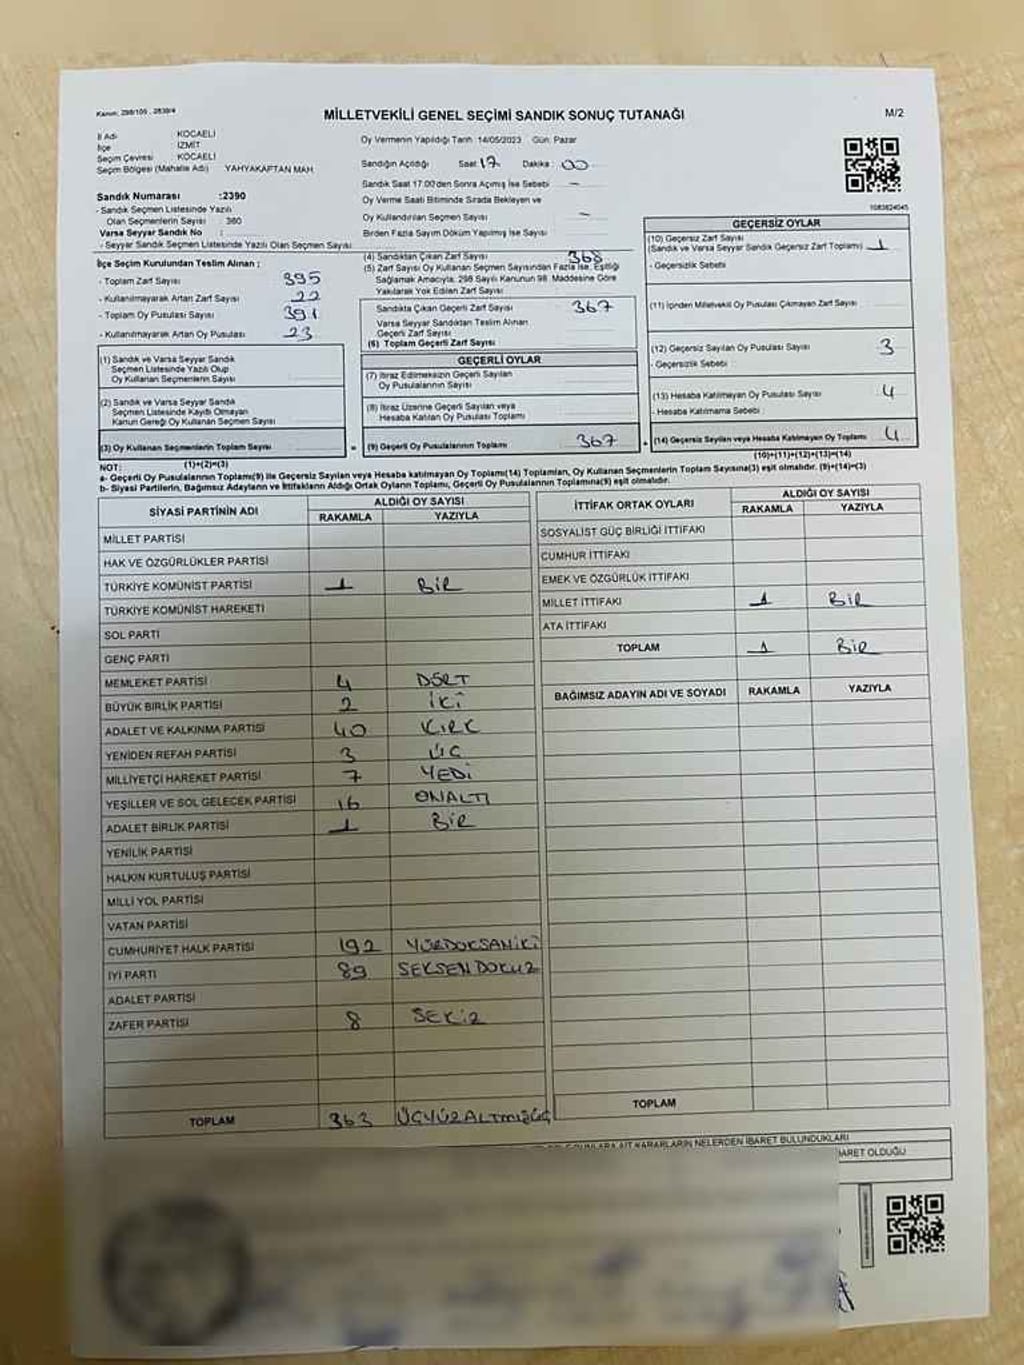 Kanun: 298/105 - 2839/4
MİLLETVEKİLİ GENEL SEÇİMİ SANDIK SONUÇ TUTANAĞI
M/2
İl Adı : KOCAELİ
İlçe : İZMİT
Seçim Çevresi : KOCAELİ
Seçim Bölgesi (Mahalle Adı) : YAHYAKAPTAN MAH.
Sandık Numarası :2390
- Sandık Seçmen Listesinde Yazılı
Olan Seçmenlerin Sayısı : 380
Varsa Seyyar Sandık No :
- Seyyar Sandık Seçmen Listesinde Yazılı Olan Seçmen Sayısı:
Oy Vermenin Yapıldığı Tarih: 14/05/2023 Gün: Pazar
Sandığın Açıldığı Saat: 17 Dakika: 00
Sandık Saat 17.00'den Sonra Açılmış İse Sebebi : —
Oy Verme Saati Bitiminde Sırada Bekleyen ve
Oy Kullandırılan Seçmen Sayısı : —
Birden Fazla Sayım Döküm Yapılmış İse Sayısı :
1083824045
İlçe Seçim Kurulundan Teslim Alınan :
- Toplam Zarf Sayısı : 395
- Kullanılmayarak Artan Zarf Sayısı : 22
- Toplam Oy Pusulası Sayısı : 391
- Kullanılmayarak Artan Oy Pusulası : 23
(4) Sandıktan Çıkan Zarf Sayısı : 368
(5) Zarf Sayısı Oy Kullanan Seçmen Sayısından Fazla İse, Eşitliği
Sağlamak Amacıyla, 298 Sayılı Kanunun 98. Maddesine Göre
Yakılarak Yok Edilen Zarf Sayısı :
Sandıkta Çıkan Geçerli Zarf Sayısı : 367
Varsa Seyyar Sandıktan Teslim Alınan
Geçerli Zarf Sayısı :
(6) Toplam Geçerli Zarf Sayısı :
GEÇERSİZ OYLAR
(10) Geçersiz Zarf Sayısı
(Sandık ve Varsa Seyyar Sandık Geçersiz Zarf Toplamı) : 1
- Geçersizlik Sebebi :
(11) İçinden Milletvekili Oy Pusulası Çıkmayan Zarf Sayısı :
(12) Geçersiz Sayılan Oy Pusulası Sayısı : 3
- Geçersizlik Sebebi :
(13) Hesaba Katılmayan Oy Pusulası Sayısı : 4
- Hesaba Katılmama Sebebi :
(14) Geçersiz Sayılan veya Hesaba Katılmayan Oy Toplamı : 4
(10)+(11)+(12)+(13)=(14)
(1) Sandık ve Varsa Seyyar Sandık
Seçmen Listesinde Yazılı Olup
Oy Kullanan Seçmenlerin Sayısı :
(2) Sandık ve Varsa Seyyar Sandık
Seçmen Listesinde Kaydı Olmayan
Kanun Gereği Oy Kullanan Seçmen Sayısı :
(3) Oy Kullanan Seçmenlerin Toplam Sayısı :
(1)+(2)=(3)
GEÇERLİ OYLAR
(7) İtiraz Edilmeksizin Geçerli Sayılan
Oy Pusulalarının Sayısı :
(8) İtiraz Üzerine Geçerli Sayılan veya
Hesaba Katılan Oy Pusulası Toplamı :
= (9) Geçerli Oy Pusulalarının Toplamı : 367 +
NOT:
a- Geçerli Oy Pusulalarının Toplamı(9) ile Geçersiz Sayılan veya Hesaba katılmayan Oy Toplamı(14) Toplamları, Oy Kullanan Seçmenlerin Toplam Sayısına(3) eşit olmalıdır. (9)+(14)=(3)
b- Siyasi Partilerin, Bağımsız Adayların ve İttifakların Aldığı Ortak Oyların Toplamı, Geçerli Oy Pusulalarının Toplamına(9) eşit olmalıdır.
SİYASİ PARTİNİN ADI
ALDIĞI OY SAYISI
RAKAMLA YAZIYLA
MİLLET PARTİSİ
HAK VE ÖZGÜRLÜKLER PARTİSİ
TÜRKİYE KOMÜNİST PARTİSİ 1 BİR
TÜRKİYE KOMÜNİST HAREKETİ
SOL PARTİ
GENÇ PARTİ
MEMLEKET PARTİSİ 4 DÖRT
BÜYÜK BİRLİK PARTİSİ 2 İKİ
ADALET VE KALKINMA PARTİSİ 40 KIRK
YENİDEN REFAH PARTİSİ 3 ÜÇ
MİLLİYETÇİ HAREKET PARTİSİ 7 YEDİ
YEŞİLLER VE SOL GELECEK PARTİSİ 16 ONALTI
ADALET BİRLİK PARTİSİ 1 BİR
YENİLİK PARTİSİ
HALKIN KURTULUŞ PARTİSİ
MİLLİ YOL PARTİSİ
VATAN PARTİSİ
CUMHURİYET HALK PARTİSİ 192 YÜZDOKSANİKİ
İYİ PARTİ 89 SEKSENDOKUZ
ADALET PARTİSİ
ZAFER PARTİSİ 8 SEKİZ
TOPLAM 363 ÜÇYÜZALTMIŞÜÇ
İTTİFAK ORTAK OYLARI
ALDIĞI OY SAYISI
RAKAMLA YAZIYLA
SOSYALİST GÜÇ BİRLİĞİ İTTİFAKI
CUMHUR İTTİFAKI
EMEK VE ÖZGÜRLÜK İTTİFAKI
MİLLET İTTİFAKI 1 BİR
ATA İTTİFAKI
TOPLAM 1 BİR
BAĞIMSIZ ADAYIN ADI VE SOYADI RAKAMLA YAZIYLA
TOPLAM
KARARLARIN NELERDEN İBARET BULUNDUKLARI
OLDUĞU